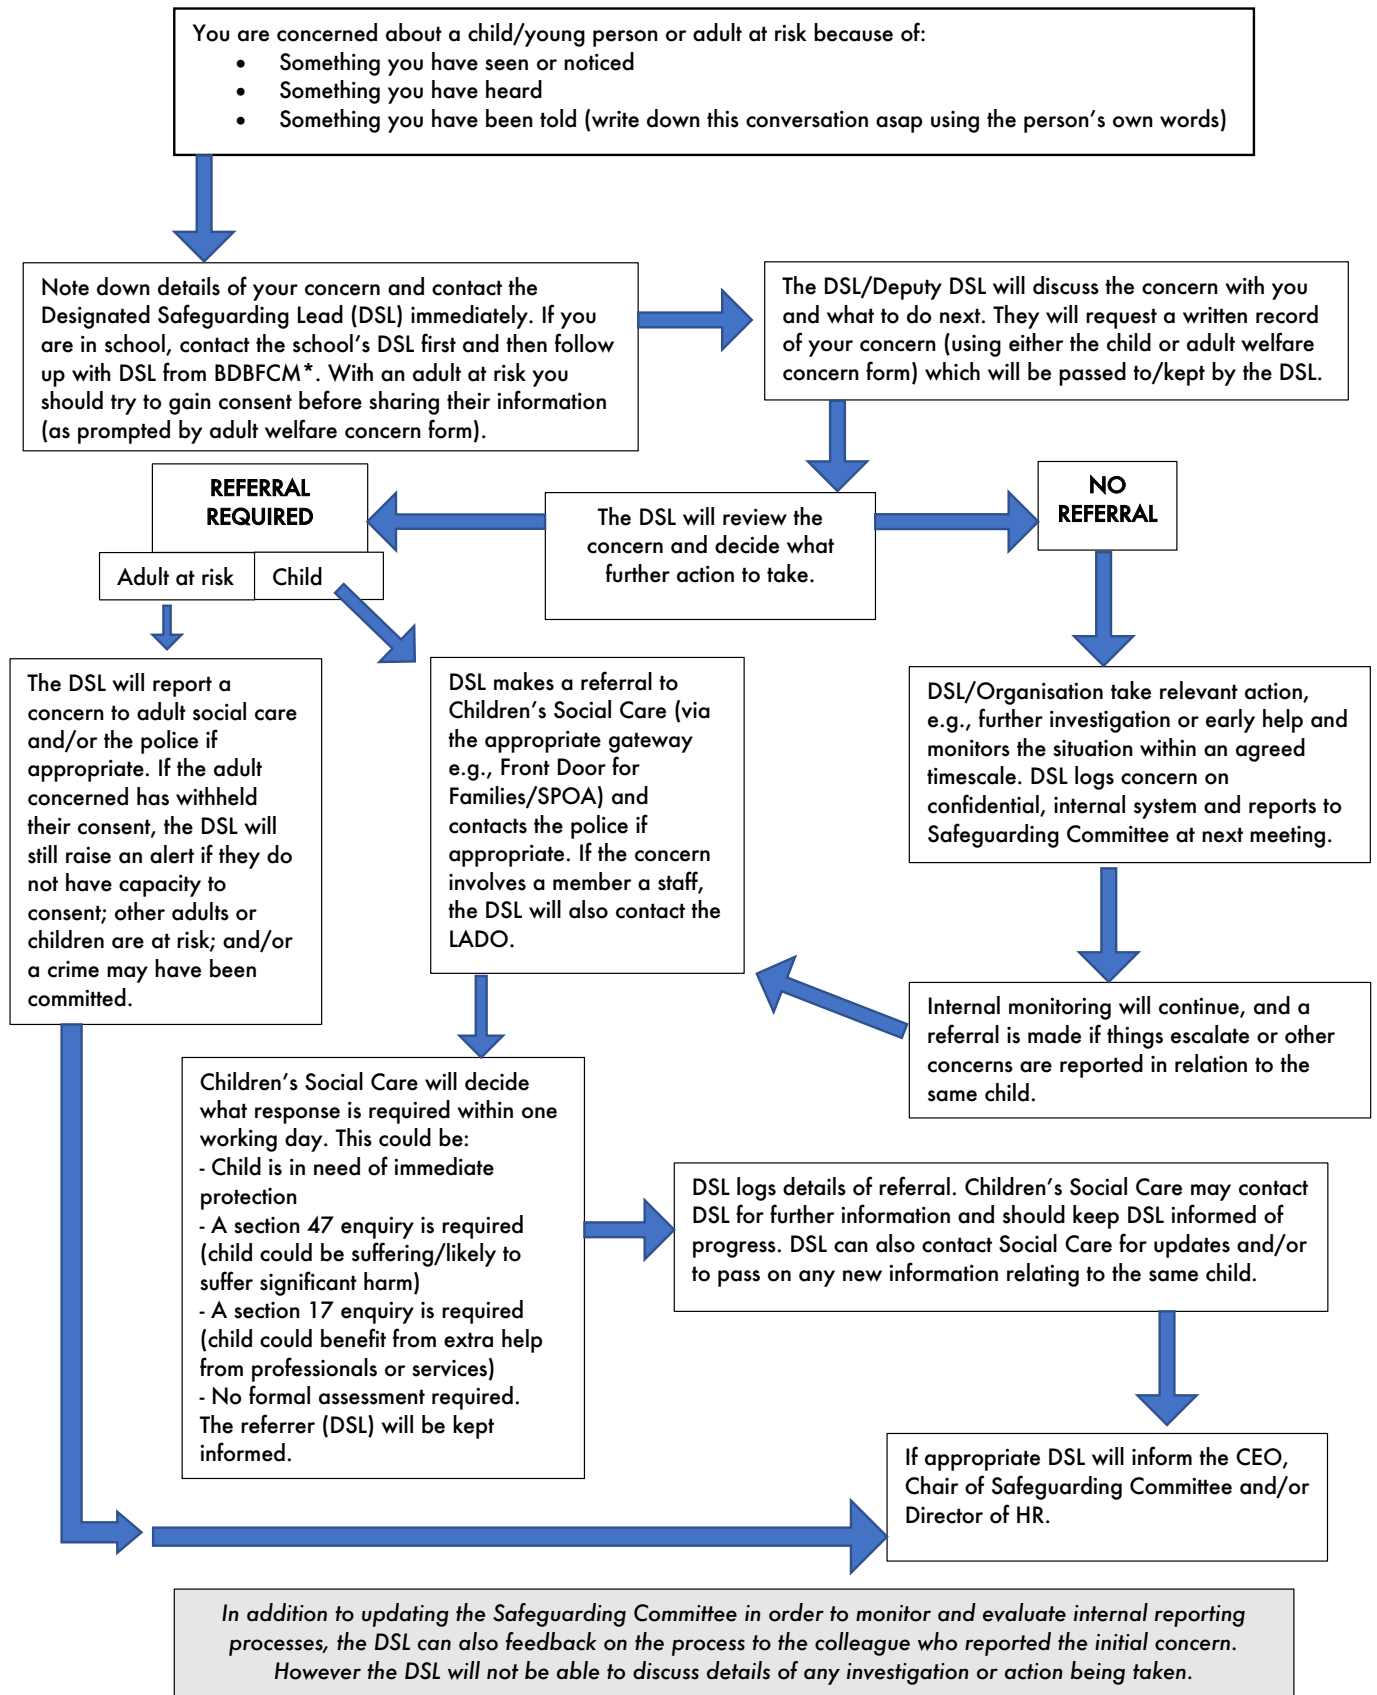 You are concerned about a child/young person or adult at risk because of:
• Something you have seen or noticed
• Something you have heard
• Something you have been told (write down this conversation asap using the person's own words)
Note down details of your concern and contact the
Designated Safeguarding Lead (DSL) immediately. If you
are in school, contact the school's DSL first and then follow
up with DSL from BDBFCM*. With an adult at risk you
should try to gain consent before sharing their information
(as prompted by adult welfare concern form).
The DSL/Deputy DSL will discuss the concern with you
and what to do next. They will request a written record
of your concern (using either the child or adult welfare
concern form) which will be passed to/kept by the DSL.
REFERRAL
REQUIRED
Adult at risk
Child
The DSL will review the
concern and decide what
further action to take.
NO
REFERRAL
The DSL will report a
concern to adult social care
and/or the police if
appropriate. If the adult
concerned has withheld
their consent, the DSL will
still raise an alert if they do
not have capacity to
consent; other adults or
children are at risk; and/or
a crime may have been
committed.
DSL makes a referral to
Children's Social Care (via
the appropriate gateway
e.g., Front Door for
Families/SPOA) and
contacts the police if
appropriate. If the concern
involves a member a staff,
the DSL will also contact the
LADO.
DSL/Organisation take relevant action,
e.g., further investigation or early help and
monitors the situation within an agreed
timescale. DSL logs concern on
confidential, internal system and reports to
Safeguarding Committee at next meeting.
Internal monitoring will continue, and a
referral is made if things escalate or other
concerns are reported in relation to the
same child.
Children's Social Care will decide
what response is required within one
working day. This could be:
- Child is in need of immediate
protection
- A section 47 enquiry is required
(child could be suffering/likely to
suffer significant harm)
- A section 17 enquiry is required
(child could benefit from extra help
from professionals or services)
- No formal assessment required.
The referrer (DSL) will be kept
informed.
DSL logs details of referral. Children's Social Care may contact
DSL for further information and should keep DSL informed of
progress. DSL can also contact Social Care for updates and/or
to pass on any new information relating to the same child.
If appropriate DSL will inform the CEO,
Chair of Safeguarding Committee and/or
Director of HR.
In addition to updating the Safeguarding Committee in order to monitor and evaluate internal reporting
processes, the DSL can also feedback on the process to the colleague who reported the initial concern.
However the DSL will not be able to discuss details of any investigation or action being taken.